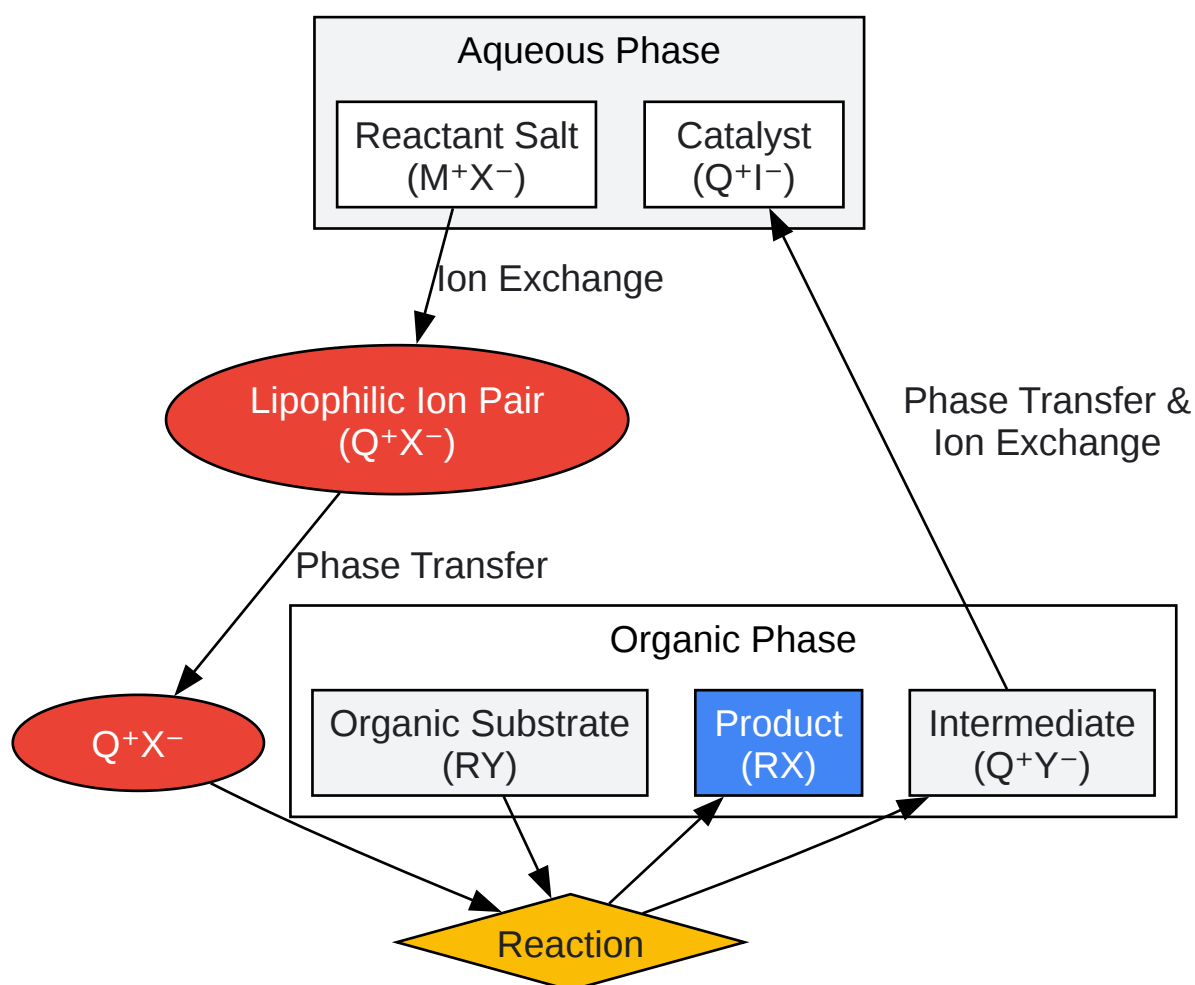 Aqueous Phase
Reactant Salt
(M⁺X⁻)
Catalyst
(Q⁺I⁻)
Ion Exchange
Lipophilic Ion Pair
(Q⁺X⁻)
Phase Transfer &
Ion Exchange
Phase Transfer
Organic Phase
Q⁺X⁻
Organic Substrate
(RY)
Product
(RX)
Intermediate
(Q⁺Y⁻)
Reaction